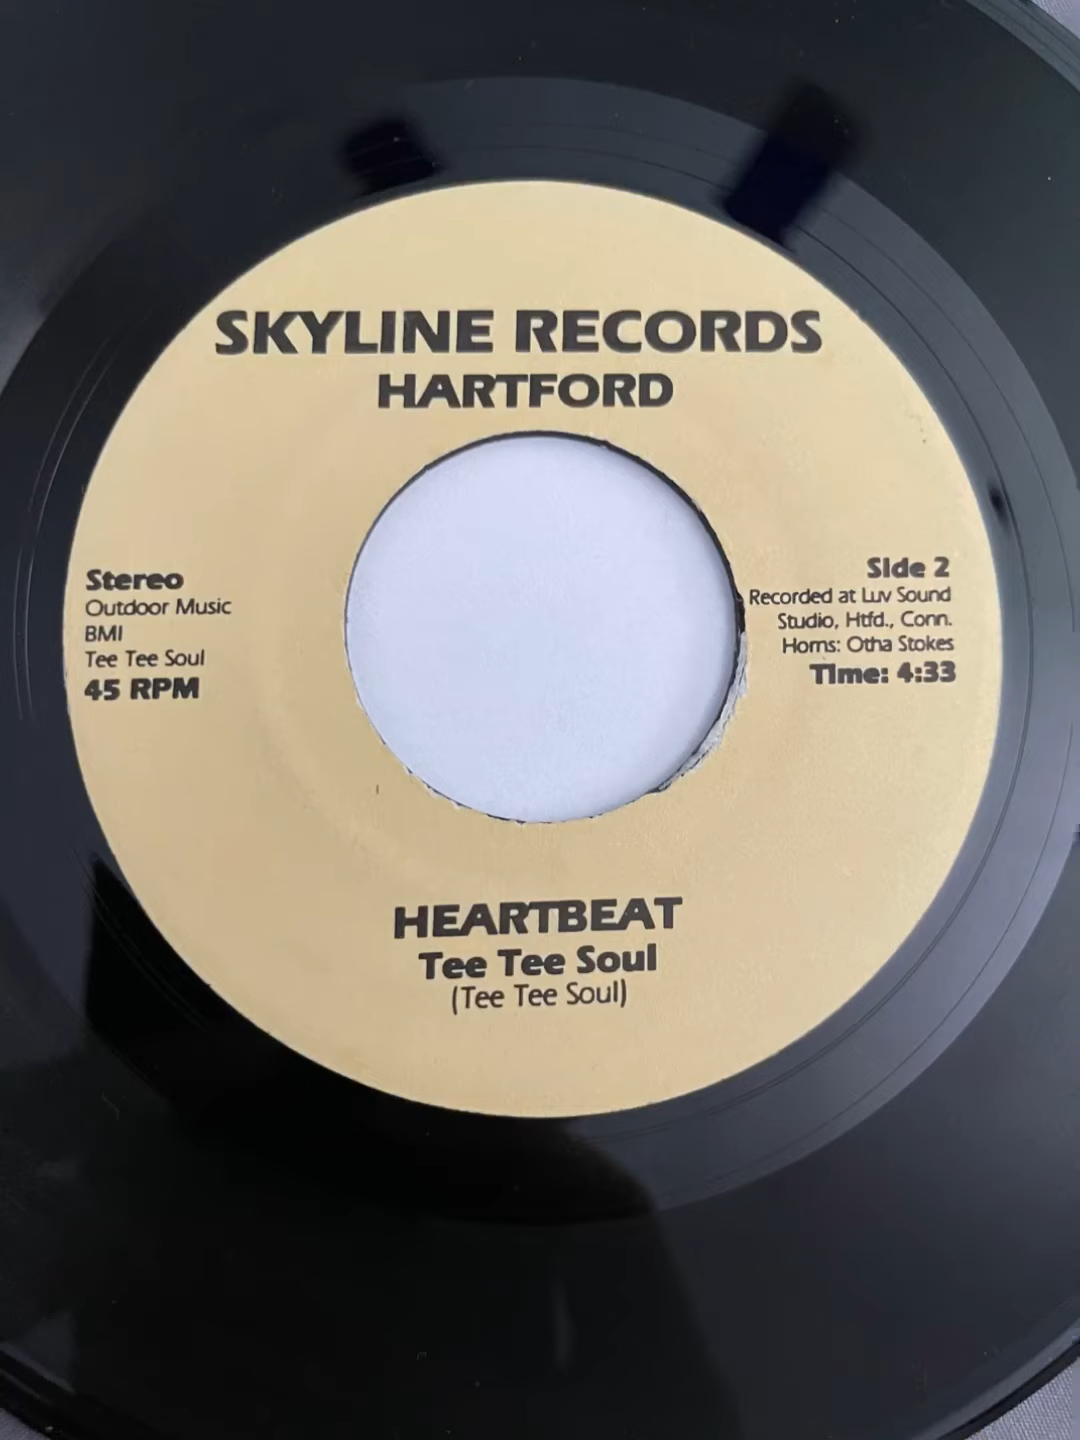 SKYLINE RECORDS
HARTFORD
Stereo
Outdoor Music
BMI
Tee Tee Soul
45 RPM
Side 2
Recorded at Luv Sound
Studio, Htfd., Conn.
Horns: Otha Stokes
Time: 4:33
HEARTBEAT
Tee Tee Soul
(Tee Tee Soul)